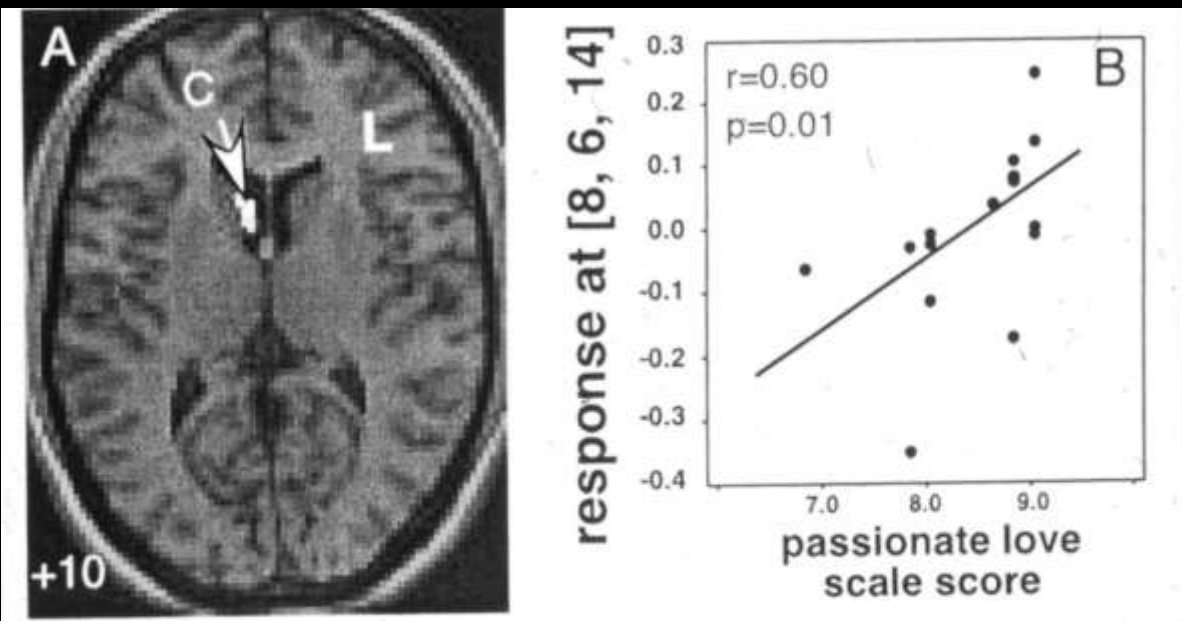 A
C
L
+10
B
r=0.60
p=0.01
response at [8, 6, 14]
0.3
0.2
0.1
0.0
-0.1
-0.2
-0.3
-0.4
7.0 8.0 9.0
passionate love
scale score